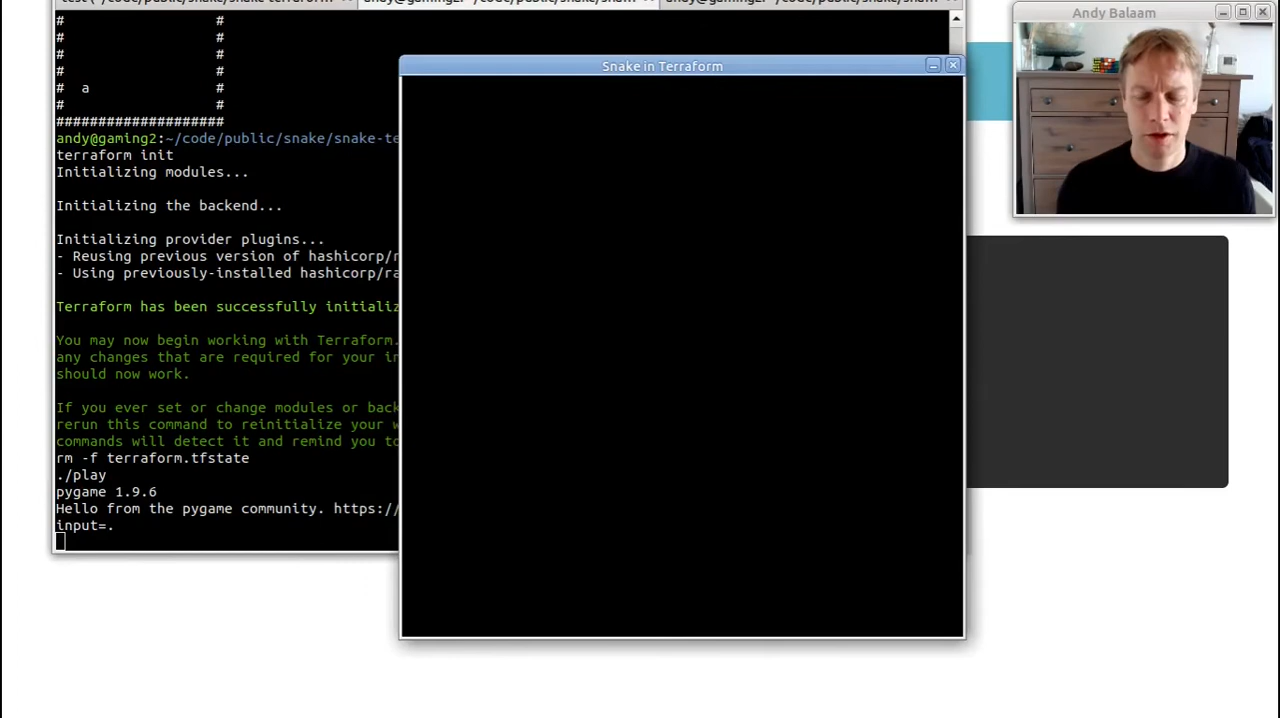 Andy Balaam
#                  #
#                  #
#                  #
#                  #
#  a               #
#                  #
####################
Snake in Terraform
andy@gaming2:~/code/public/snake/snake-te
terraform init
Initializing modules...
Initializing the backend...
Initializing provider plugins...
- Reusing previous version of hashicorp/r
- Using previously-installed hashicorp/ra
Terraform has been successfully initializ
You may now begin working with Terraform.
any changes that are required for your in
should now work.
If you ever set or change modules or back
rerun this command to reinitialize your w
commands will detect it and remind you to
rm -f terraform.tfstate
./play
pygame 1.9.6
Hello from the pygame community. https:/
input=.